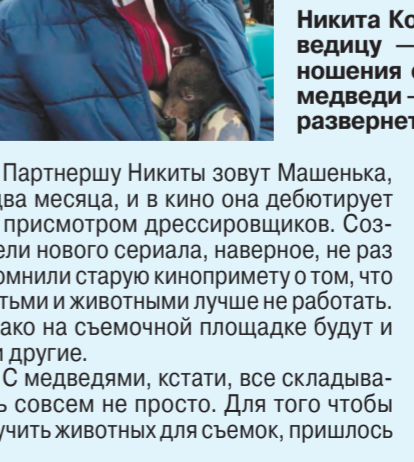 Никита Ко
ведицу —
ношения
медведи –
развернет
Партнершу Никиты зовут Машенька,
два месяца, и в кино она дебютирует
присмотром дрессировщиков. Соз-
ели нового сериала, наверное, не раз
омнили старую киноприmету о том, что
тьми и животными лучше не работать.
ако на съемочной площадке будут и
и другие.
С медведями, кстати, все складыва-
ь совсем не просто. Для того чтобы
учить животных для съемок, пришлось